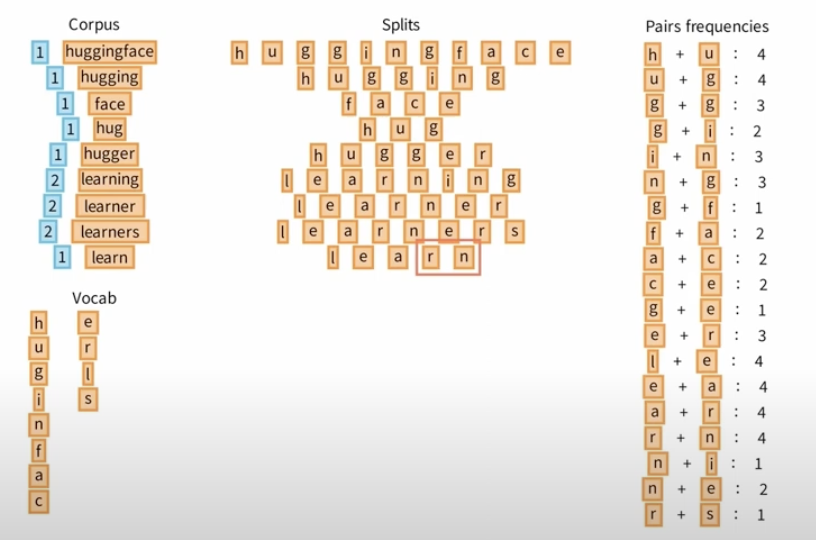 Corpus
1 huggingface
1 hugging
1 face
1 hug
1 hugger
2 learning
2 learner
2 learners
1 learn
Vocab
h e
u r
g l
i s
n
f
a
c
Splits
h u g g i n g f a c e
h u g g i n g
f a c e
h u g
h u g g e r
l e a r n i n g
l e a r n e r
l e a r n e r s
l e a r n
Pairs frequencies
h + u : 4
u + g : 4
g + g : 3
g + i : 2
i + n : 3
n + g : 3
g + f : 1
f + a : 2
a + c : 2
c + e : 2
g + e : 1
e + r : 3
l + e : 4
e + a : 4
a + r : 4
r + n : 4
n + i : 1
n + e : 2
r + s : 1